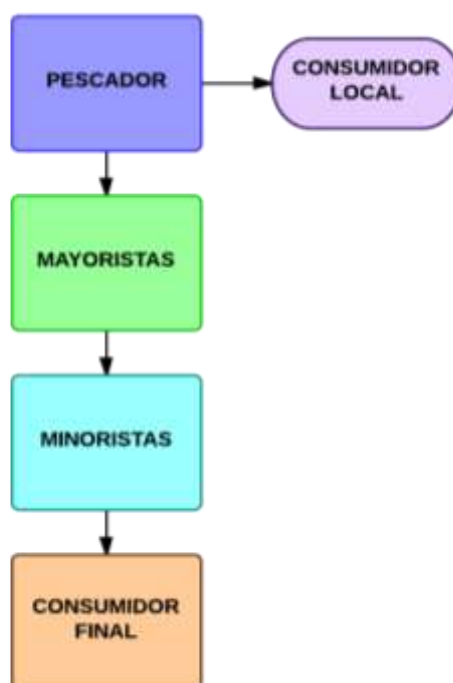 PESCADOR
CONSUMIDOR
LOCAL
MAYORISTAS
MINORISTAS
CONSUMIDOR
FINAL